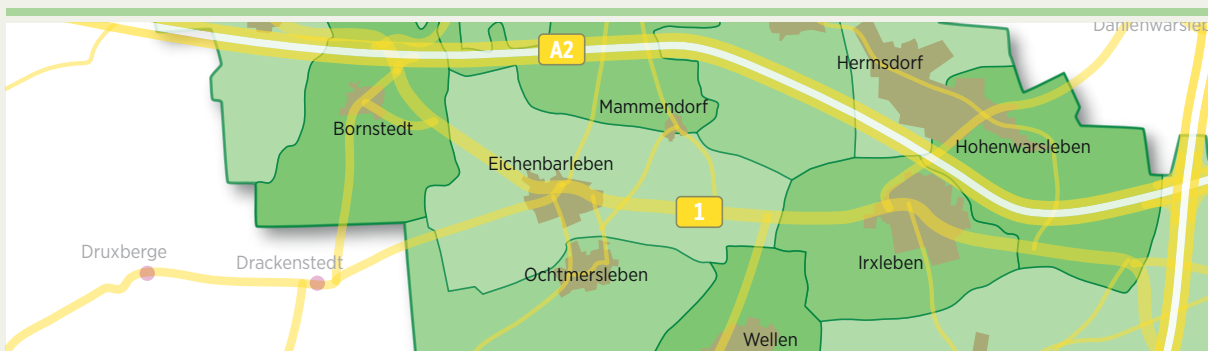 A2
Hermsdorf
Mammendorf
Bornstedt
Hohenwarsleben
Eichenbarleben
1
Druxberge
Drackenstedt
Irxleben
Ochtmersleben
Wellen